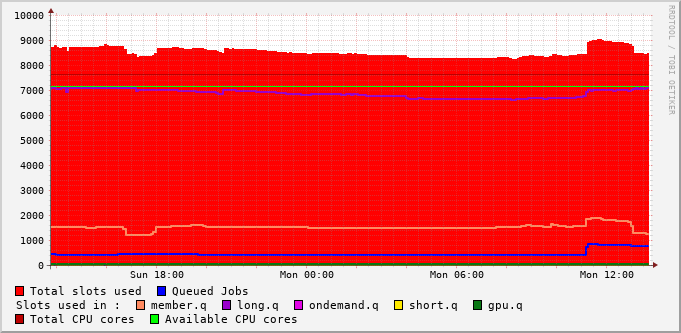 10000
9000
8000
7000
6000
5000
4000
3000
2000
1000
0
Sun 18:00 Mon 00:00 Mon 06:00 Mon 12:00
RRDTOOL / TOBI OETIKER
Total slots used Queued Jobs
Slots used in : member.q long.q ondemand.q short.q gpu.q
Total CPU cores Available CPU cores